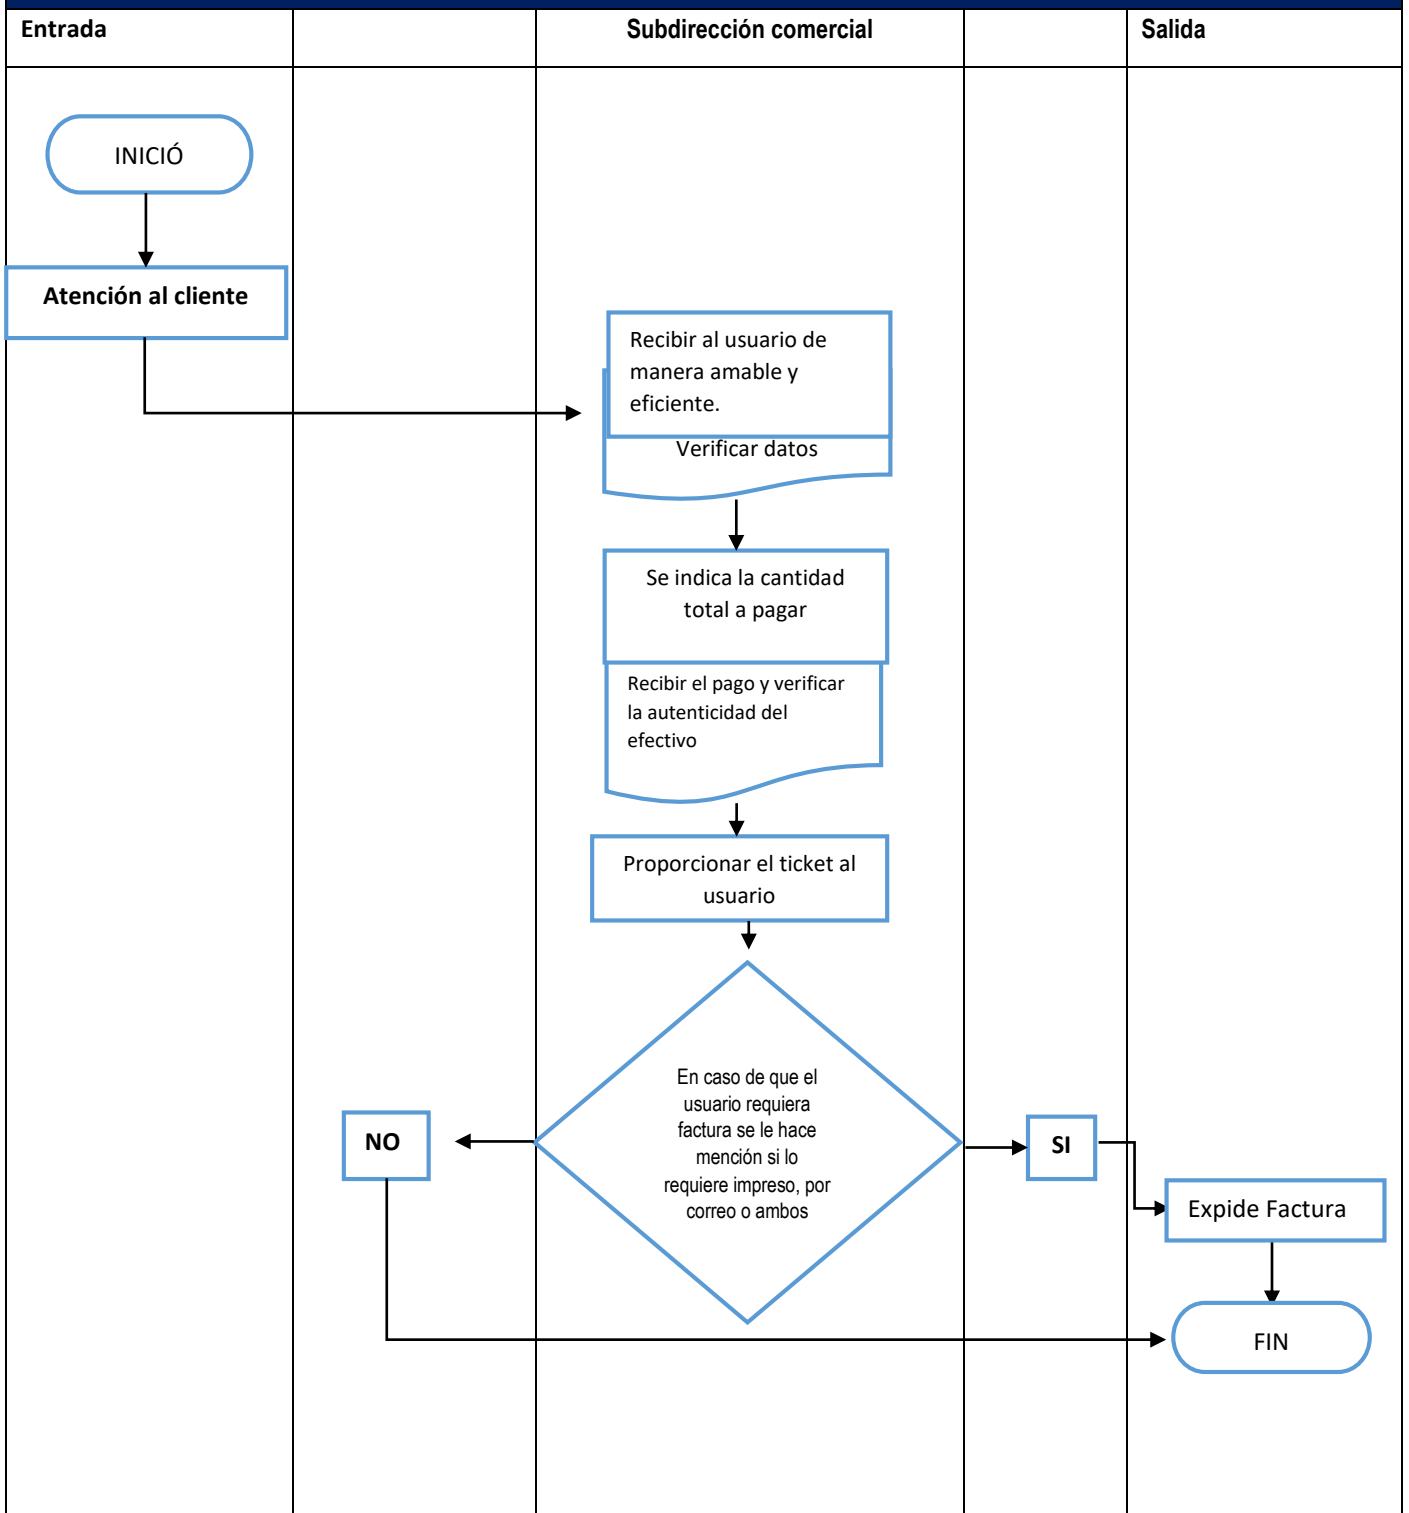 Entrada
Subdirección comercial
Salida
INICIÓ
Atención al cliente
Recibir al usuario de
manera amable y
eficiente.
Verificar datos
Se indica la cantidad
total a pagar
Recibir el pago y verificar
la autenticidad del
efectivo
Proporcionar el ticket al
usuario
En caso de que el
usuario requiera
factura se le hace
mención si lo
requiere impreso, por
correo o ambos
NO
SI
Expide Factura
FIN